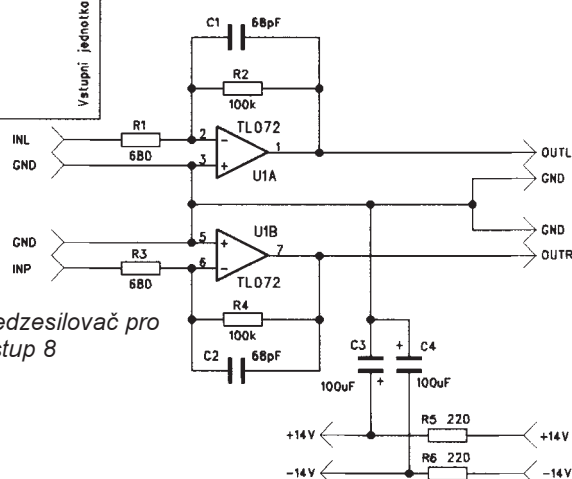 Vstupní jednotka
C1 68pF
R2
100k
INL R1 2 TL072 1 OUTL
GND 680 3 U1A GND
GND 5 U1B 7 GND
INP R3 6 OUTR
680 TL072
R4
100k
C2 68pF
edzesilovač pro
stup 8
C3 + C4
100uF + 100uF
+14V R5 220 +14V
-14V R6 220 -14V